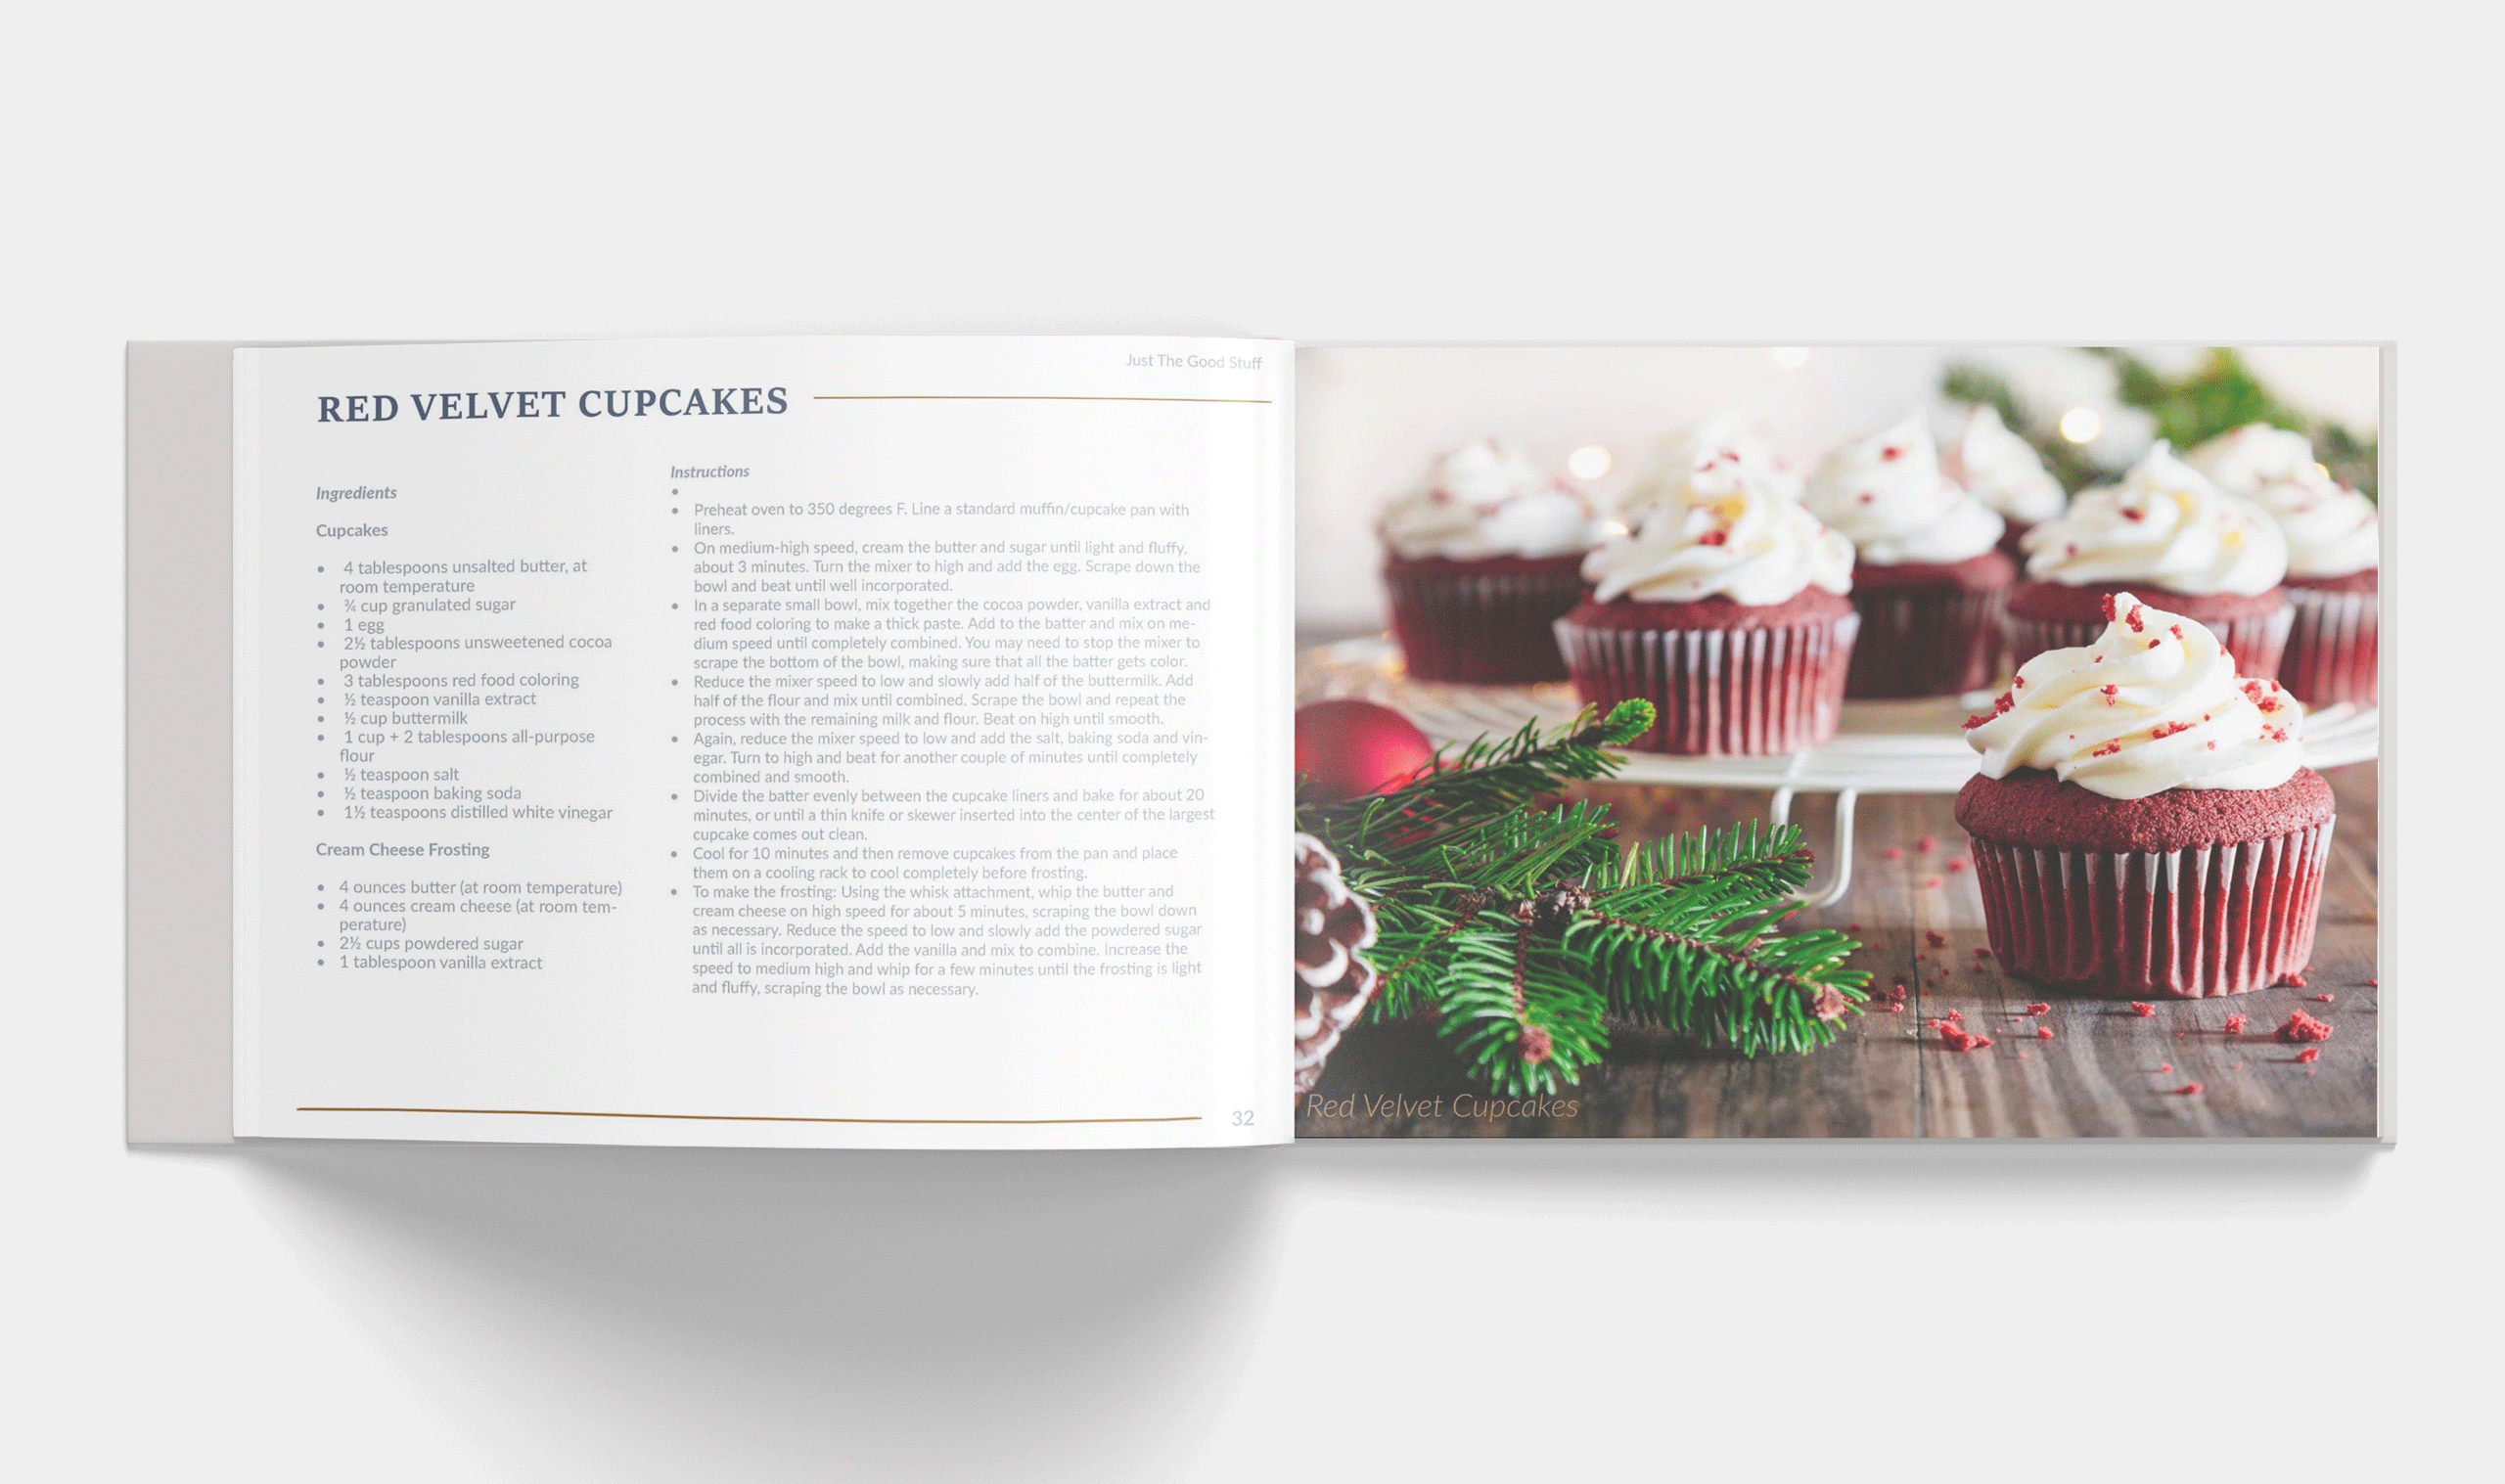 Just The Good Stuff
RED VELVET CUPCAKES
Ingredients
Cupcakes
• 4 tablespoons unsalted butter, at
room temperature
• ¾ cup granulated sugar
• 1 egg
• 2½ tablespoons unsweetened cocoa
powder
• 3 tablespoons red food coloring
• ½ teaspoon vanilla extract
• ½ cup buttermilk
• 1 cup + 2 tablespoons all-purpose
flour
• ½ teaspoon salt
• ½ teaspoon baking soda
• 1½ teaspoons distilled white vinegar
Cream Cheese Frosting
• 4 ounces butter (at room temperature)
• 4 ounces cream cheese (at room tem-
perature)
• 2½ cups powdered sugar
• 1 tablespoon vanilla extract
Instructions
•
• Preheat oven to 350 degrees F. Line a standard muffin/cupcake pan with
liners.
• On medium-high speed, cream the butter and sugar until light and fluffy,
about 3 minutes. Turn the mixer to high and add the egg. Scrape down the
bowl and beat until well incorporated.
• In a separate small bowl, mix together the cocoa powder, vanilla extract and
red food coloring to make a thick paste. Add to the batter and mix on me-
dium speed until completely combined. You may need to stop the mixer to
scrape the bottom of the bowl, making sure that all the batter gets color.
• Reduce the mixer speed to low and slowly add half of the buttermilk. Add
half of the flour and mix until combined. Scrape the bowl and repeat the
process with the remaining milk and flour. Beat on high until smooth.
• Again, reduce the mixer speed to low and add the salt, baking soda and vin-
egar. Turn to high and beat for another couple of minutes until completely
combined and smooth.
• Divide the batter evenly between the cupcake liners and bake for about 20
minutes, or until a thin knife or skewer inserted into the center of the largest
cupcake comes out clean.
• Cool for 10 minutes and then remove cupcakes from the pan and place
them on a cooling rack to cool completely before frosting.
• To make the frosting: Using the whisk attachment, whip the butter and
cream cheese on high speed for about 5 minutes, scraping the bowl down
as necessary. Reduce the speed to low and slowly add the powdered sugar
until all is incorporated. Add the vanilla and mix to combine. Increase the
speed to medium high and whip for a few minutes until the frosting is light
and fluffy, scraping the bowl as necessary.
32
Red Velvet Cupcakes